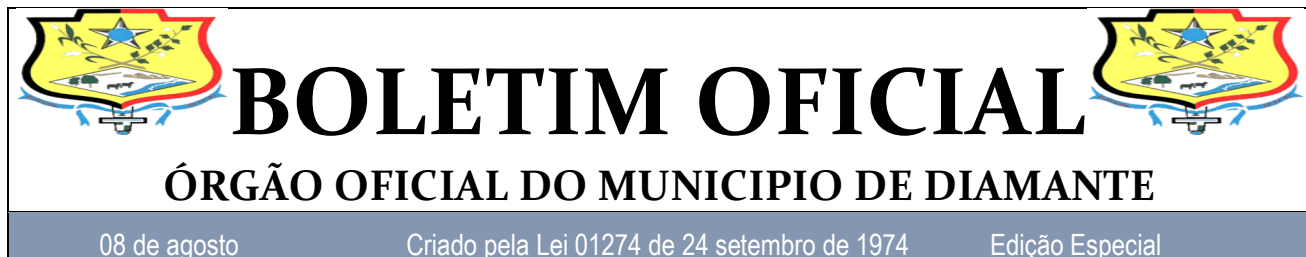 BOLETIM OFICIAL
ÓRGÃO OFICIAL DO MUNICIPIO DE DIAMANTE
08 de agosto Criado pela Lei 01274 de 24 setembro de 1974 Edição Especial